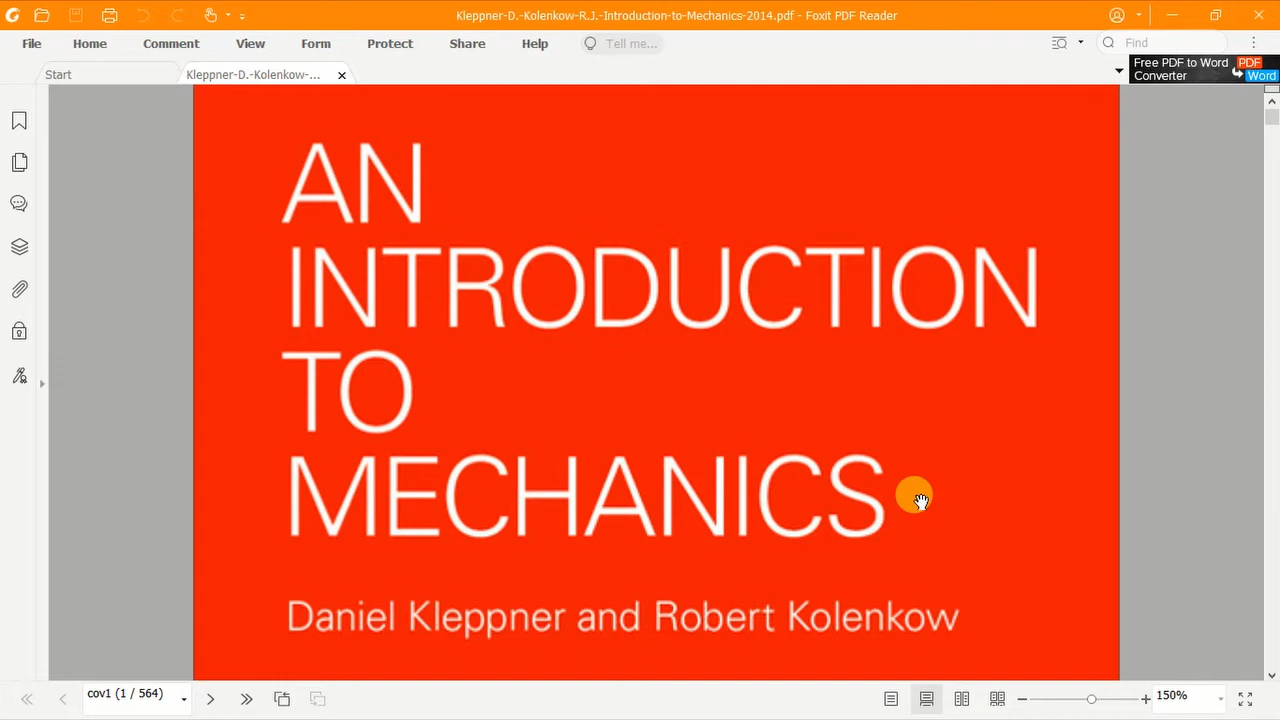 Kleppner-D.-Kolenkow-R.J.-Introduction-to-Mechanics-2014.pdf - Foxit PDF Reader
File Home Comment View Form Protect Share Help Tell me... Find
Start Kleppner-D.-Kolenkow-...
Free PDF to Word PDF
Converter Word
AN
INTRODUCTION
TO
MECHANICS
Daniel Kleppner and Robert Kolenkow
cov1 (1 / 564) 150%